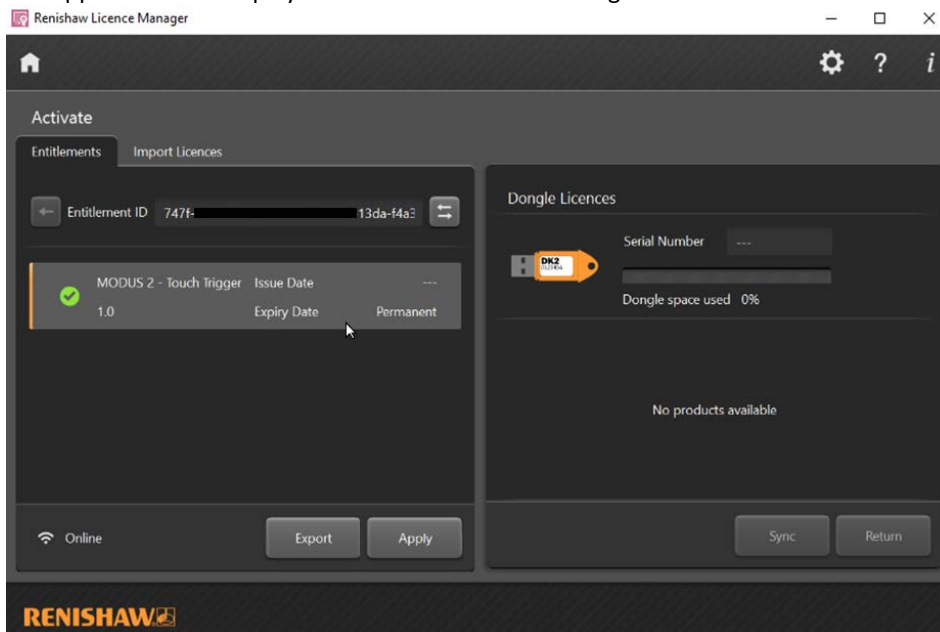 Renishaw Licence Manager
?
i
Activate
Entitlements Import Licences
Entitlement ID 747f- 13da-f4a3
MODUS 2 - Touch Trigger Issue Date ---
1.0 Expiry Date Permanent
Online Export Apply
Dongle Licences
DK2
Serial Number ---
Dongle space used 0%
No products available
Sync Return
RENISHAW